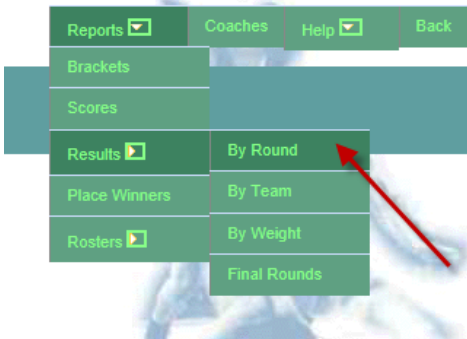 Reports Coaches Help Back
Brackets
Scores
Results By Round
Place Winners By Team
Rosters By Weight
Final Rounds